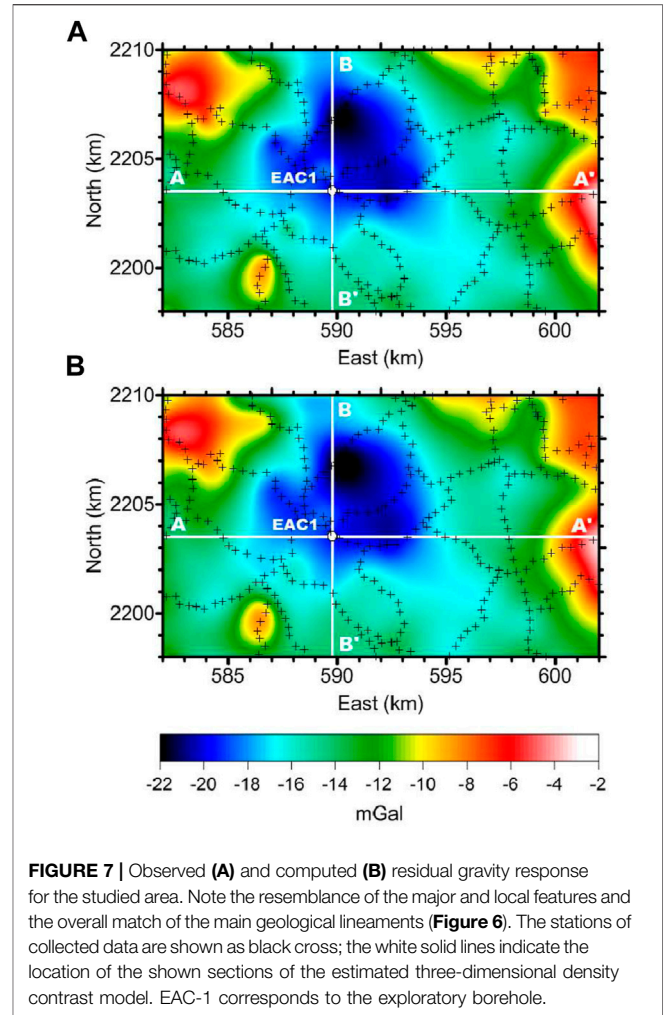 A
2210
2205
2200
North (km)
B
A
EAC1
A'
B'
585
590
595
600
East (km)
B
2210
2205
2200
North (km)
B
A
EAC1
A'
B'
585
590
595
600
East (km)
-22 -20 -18 -16 -14 -12 -10 -8 -6 -4 -2
mGal
FIGURE 7 | Observed (A) and computed (B) residual gravity response
for the studied area. Note the resemblance of the major and local features and
the overall match of the main geological lineaments (Figure 6). The stations of
collected data are shown as black cross; the white solid lines indicate the
location of the shown sections of the estimated three-dimensional density
contrast model. EAC-1 corresponds to the exploratory borehole.